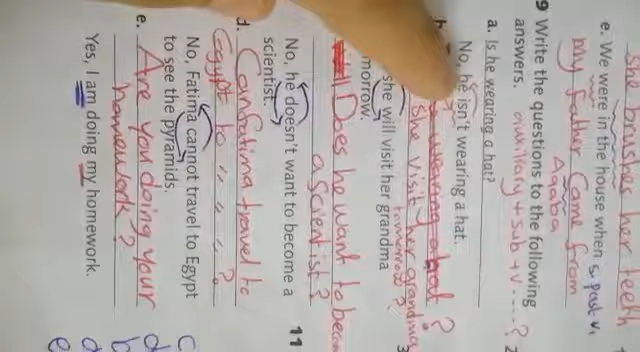 she brushes her teeth
e. We were in the house when s. past v,
my father Came from
Aqaba
9 Write the questions to the following
answers. auxillary + Sub + V ... ?
a. Is he wearing a hat?
No, he isn't wearing a hat.
she visit her grandma
tomorrow ?
she will visit her grandma
morrow.
Does he want to become
a scientist ?
No, he doesn't want to become a
scientist.
d. Can fatima travel to
Egypt to " " " " ?
No, Fatima cannot travel to Egypt
to see the pyramids.
e. Are you doing your
homework ?
Yes, I am doing my homework.
11